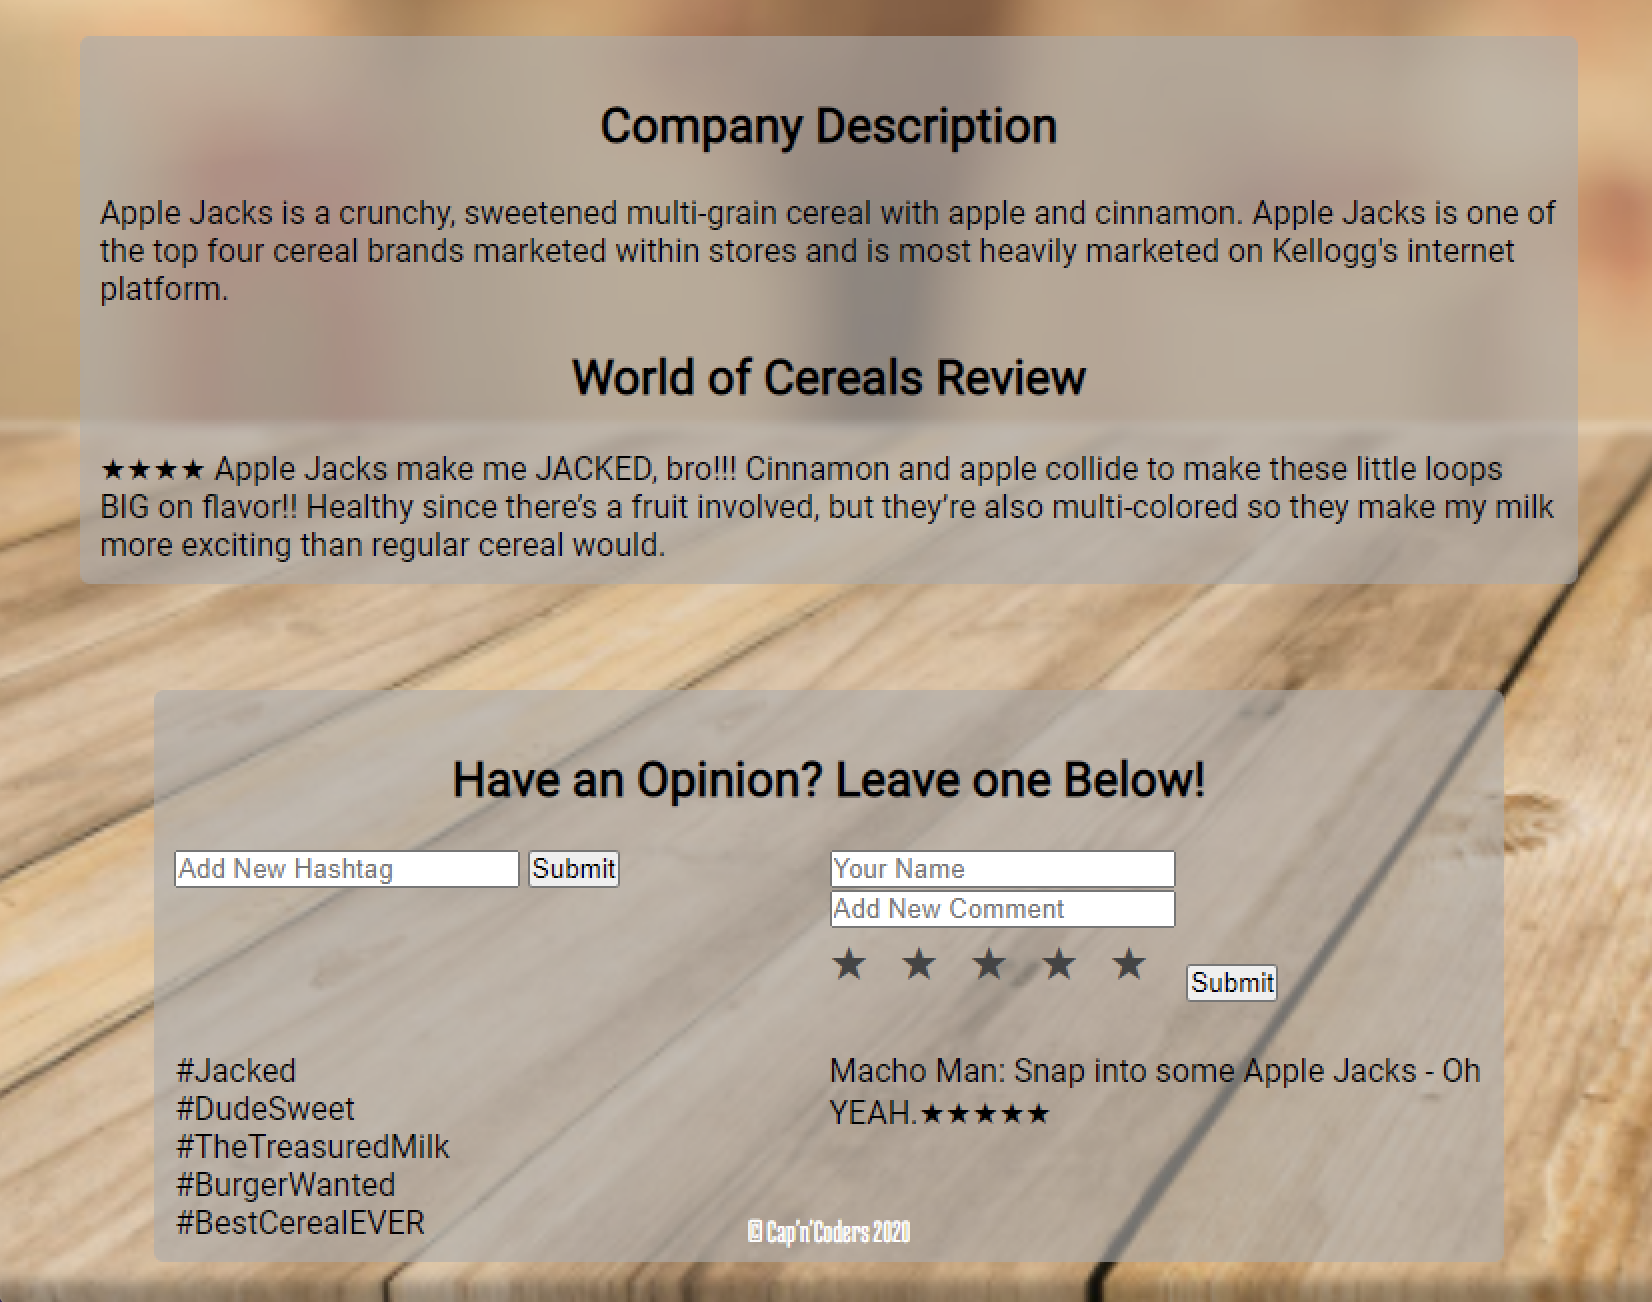 Company Description
Apple Jacks is a crunchy, sweetened multi-grain cereal with apple and cinnamon. Apple Jacks is one of
the top four cereal brands marketed within stores and is most heavily marketed on Kellogg's internet
platform.
World of Cereals Review
★★★★ Apple Jacks make me JACKED, bro!!! Cinnamon and apple collide to make these little loops
BIG on flavor!! Healthy since there’s a fruit involved, but they’re also multi-colored so they make my milk
more exciting than regular cereal would.
Have an Opinion? Leave one Below!
Add New Hashtag Submit
Your Name
Add New Comment
★ ★ ★ ★ ★ Submit
#Jacked
#DudeSweet
#TheTreasuredMilk
#BurgerWanted
#BestCerealEVER
Macho Man: Snap into some Apple Jacks - Oh
YEAH.★★★★★
© Cap'n'Coders 2020